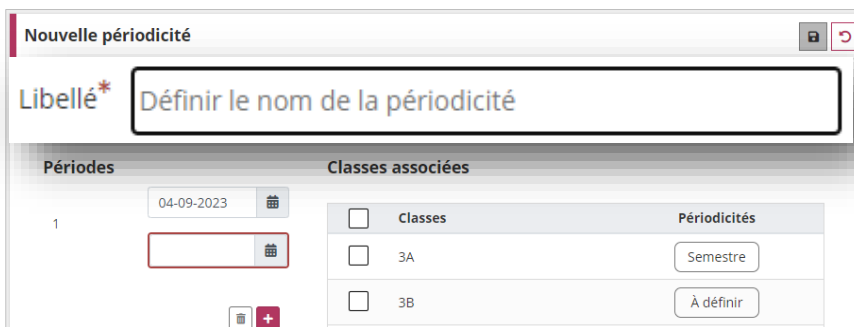 Nouvelle périodicité
Libellé* Définir le nom de la périodicité
Périodes
Classes associées
1
04-09-2023
Classes Périodicités
3A Semestre
3B À définir